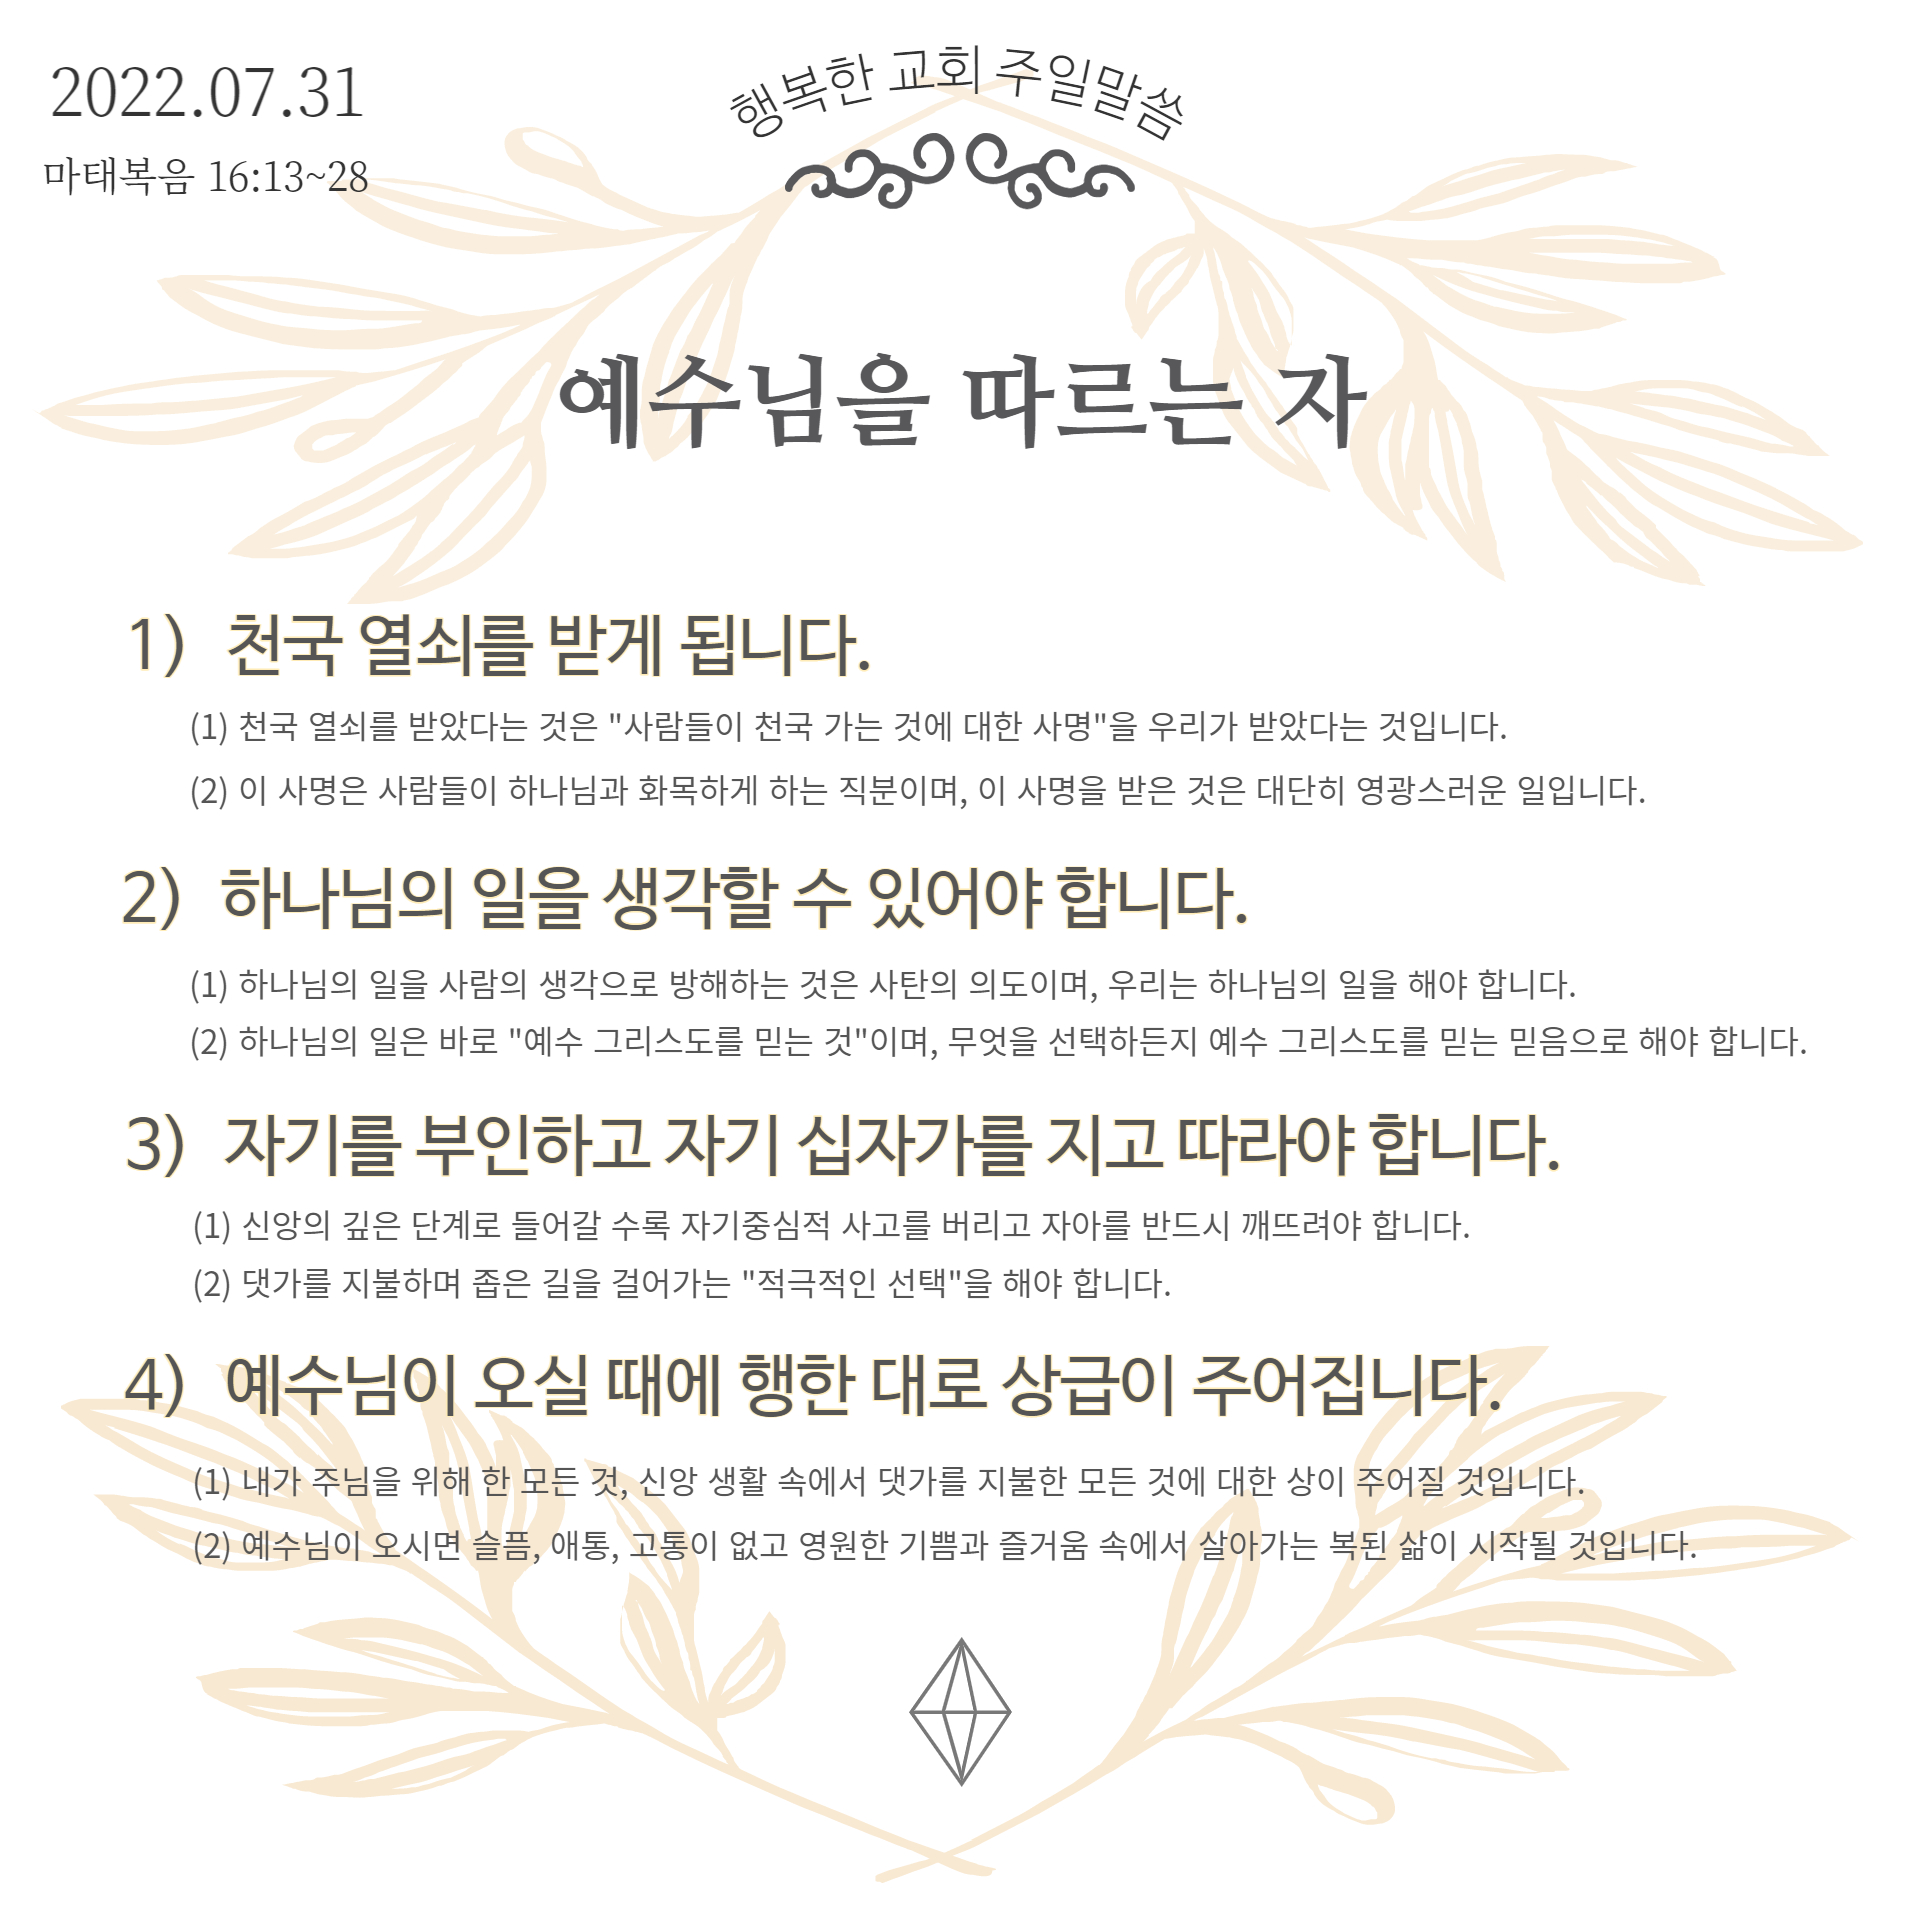 2022.07.31
마태복음 16:13~28
행복한 교회 주일말씀
예수님을 따르는 자
1) 천국 열쇠를 받게 됩니다.
(1) 천국 열쇠를 받았다는 것은 "사람들이 천국 가는 것에 대한 사명"을 우리가 받았다는 것입니다.
(2) 이 사명은 사람들이 하나님과 화목하게 하는 직분이며, 이 사명을 받은 것은 대단히 영광스러운 일입니다.
2) 하나님의 일을 생각할 수 있어야 합니다.
(1) 하나님의 일을 사람의 생각으로 방해하는 것은 사탄의 의도이며, 우리는 하나님의 일을 해야 합니다.
(2) 하나님의 일은 바로 "예수 그리스도를 믿는 것"이며, 무엇을 선택하든지 예수 그리스도를 믿는 믿음으로 해야 합니다.
3) 자기를 부인하고 자기 십자가를 지고 따라야 합니다.
(1) 신앙의 깊은 단계로 들어갈 수록 자기중심적 사고를 버리고 자아를 반드시 깨뜨려야 합니다.
(2) 댓가를 지불하며 좁은 길을 걸어가는 "적극적인 선택"을 해야 합니다.
4) 예수님이 오실 때에 행한 대로 상급이 주어집니다.
(1) 내가 주님을 위해 한 모든 것, 신앙 생활 속에서 댓가를 지불한 모든 것에 대한 상이 주어질 것입니다.
(2) 예수님이 오시면 슬픔, 애통, 고통이 없고 영원한 기쁨과 즐거움 속에서 살아가는 복된 삶이 시작될 것입니다.